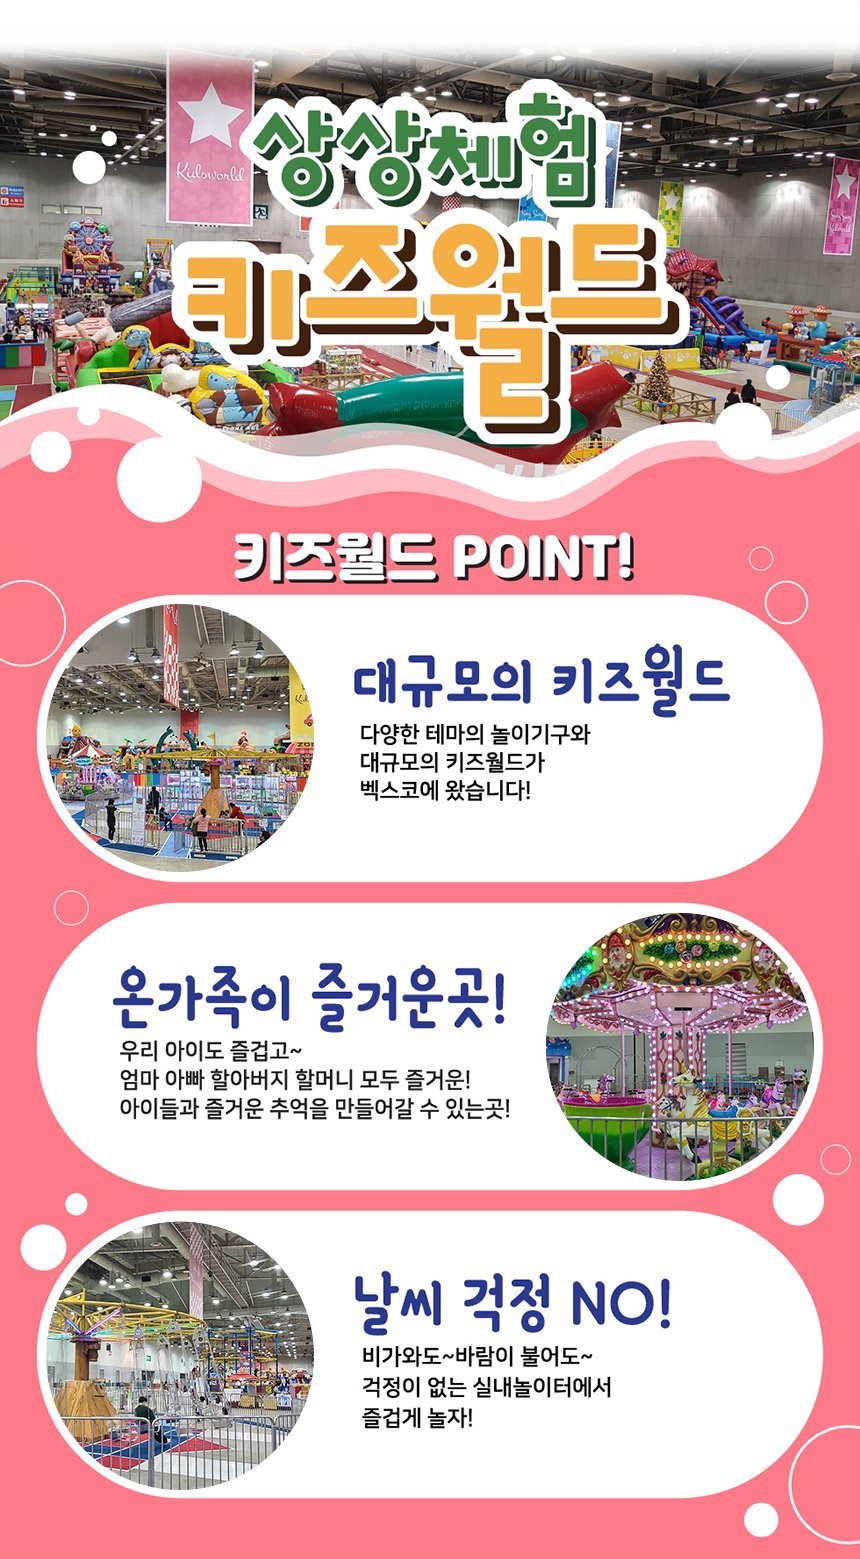 Kidsworld
상상체험
키즈월드
키즈월드 POINT!
대규모의 키즈월드
다양한 테마의 놀이기구와
대규모의 키즈월드가
벡스코에 왔습니다!
온가족이 즐거운곳!
우리 아이도 즐겁고~
엄마 아빠 할아버지 할머니 모두 즐거운!
아이들과 즐거운 추억을 만들어갈 수 있는곳!
날씨 걱정 NO!
비가와도~바람이 불어도~
걱정이 없는 실내놀이터에서
즐겁게 놀자!